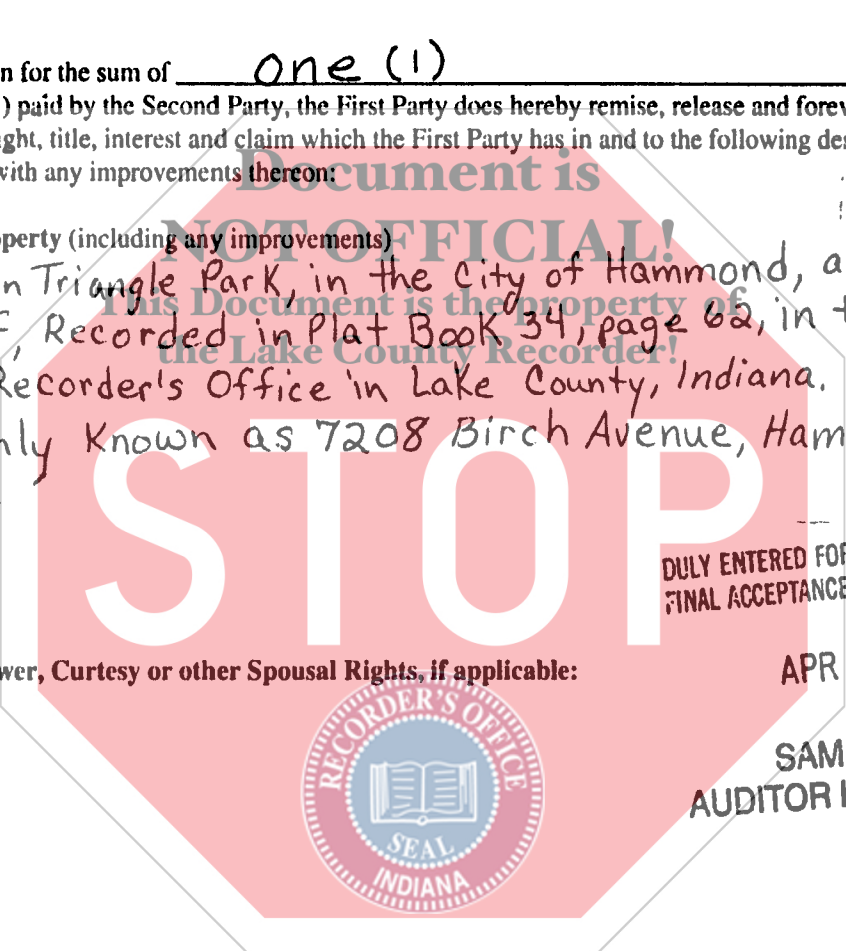 n for the sum of one (1)
) paid by the Second Party, the First Party does hereby remise, release and forev
ght, title, interest and claim which the First Party has in and to the following des
with any improvements thereon:
Document is
NOT OFFICIAL!
operty (including any improvements)
n Triangle Park, in the City of Hammond, a
This Document is the property of
F, Recorded in Plat Book 34, page 62, in t
the Lake County Recorder!
Recorder's Office in Lake County, Indiana.
nly Known as 7208 Birch Avenue, Ham
STOP
DULY ENTERED FOR
FINAL ACCEPTANCE
wer, Curtesy or other Spousal Rights, if applicable:
APR
RECORDER'S OFFICE
SEAL
INDIANA
SAM
AUDITOR